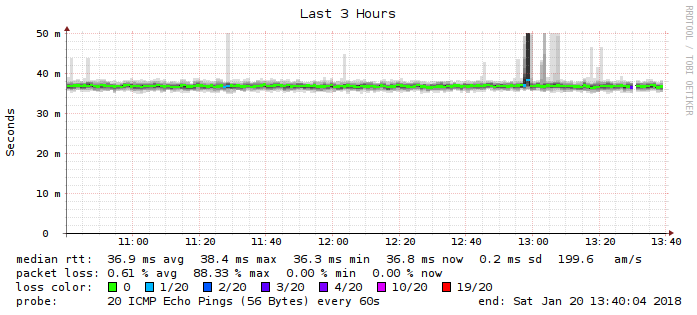 Last 3 Hours
RRDTOOL / TOBI OETIKER
Seconds
50 m
40 m
30 m
20 m
10 m
0
11:00 11:20 11:40 12:00 12:20 12:40 13:00 13:20 13:40
median rtt: 36.9 ms avg 38.4 ms max 36.3 ms min 36.8 ms now 0.2 ms sd 199.6 am/s
packet loss: 0.61 % avg 88.33 % max 0.00 % min 0.00 % now
loss color: 0 1/20 2/20 3/20 4/20 10/20 19/20
probe: 20 ICMP Echo Pings (56 Bytes) every 60s end: Sat Jan 20 13:40:04 2018